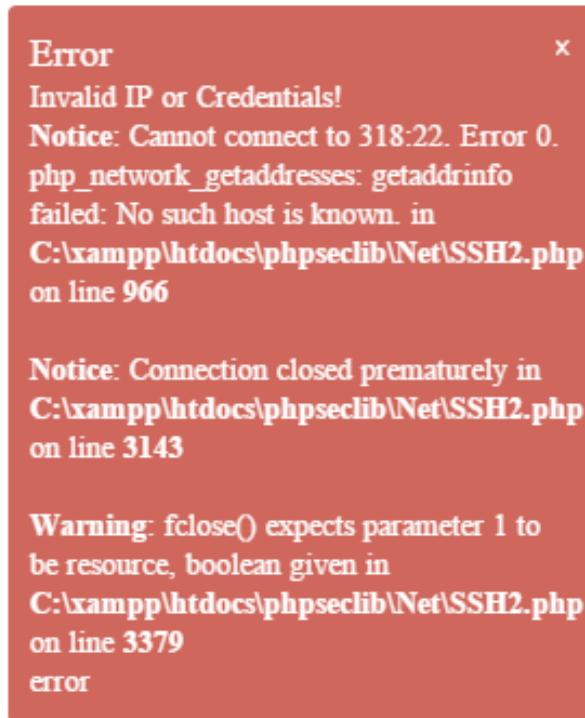 Error
x
Invalid IP or Credentials!
Notice: Cannot connect to 318:22. Error 0.
php_network_getaddresses: getaddrinfo
failed: No such host is known. in
C:\xampp\htdocs\phpseclib\Net\SSH2.php
on line 966
Notice: Connection closed prematurely in
C:\xampp\htdocs\phpseclib\Net\SSH2.php
on line 3143
Warning: fclose() expects parameter 1 to
be resource, boolean given in
C:\xampp\htdocs\phpseclib\Net\SSH2.php
on line 3379
error